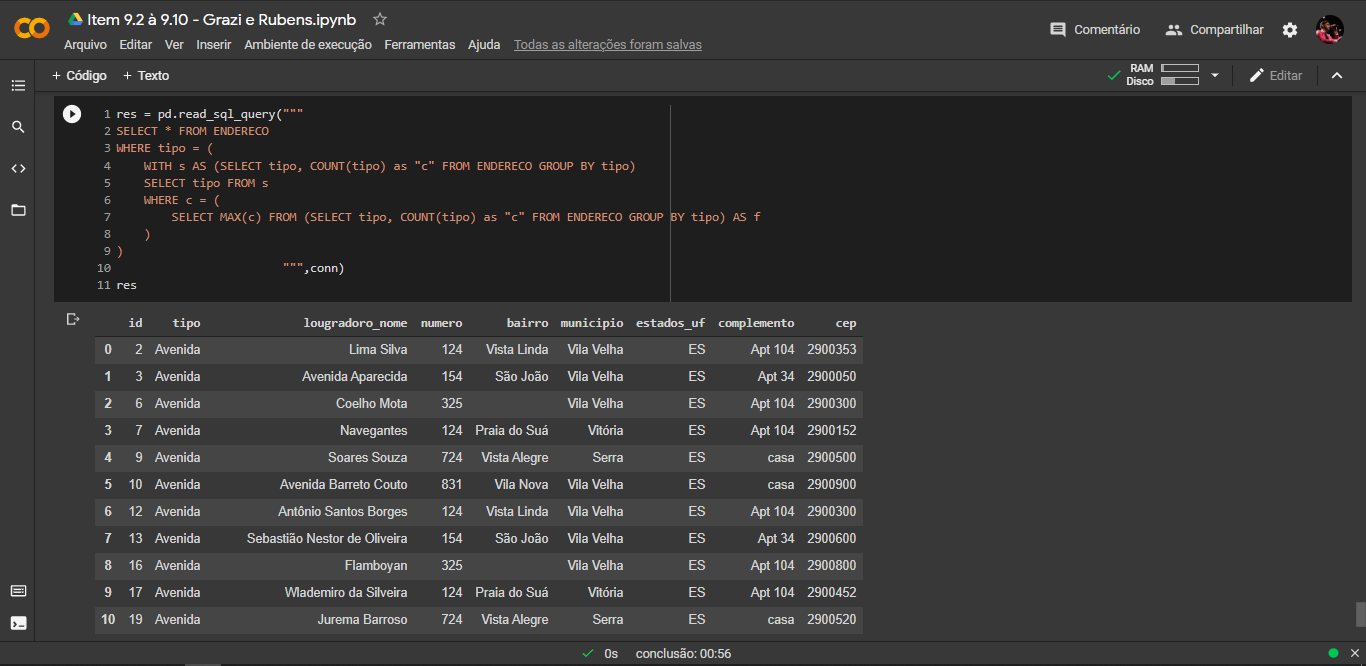 Item 9.2 à 9.10 - Grazi e Rubens.ipynb
Arquivo Editar Ver Inserir Ambiente de execução Ferramentas Ajuda Todas as alterações foram salvas
Comentário Compartilhar
+ Código + Texto
RAM
Disco
Editar
1 res = pd.read_sql_query("""
2 SELECT * FROM ENDERECO
3 WHERE tipo = (
4     WITH s AS (SELECT tipo, COUNT(tipo) as "c" FROM ENDERECO GROUP BY tipo)
5     SELECT tipo FROM s
6     WHERE c = (
7         SELECT MAX(c) FROM (SELECT tipo, COUNT(tipo) as "c" FROM ENDERECO GROUP BY tipo) AS f
8     )
9 )
10                         """,conn)
11 res
id tipo lougradoro_nome numero bairro municipio estados_uf complemento cep
0 2 Avenida Lima Silva 124 Vista Linda Vila Velha ES Apt 104 2900353
1 3 Avenida Avenida Aparecida 154 São João Vila Velha ES Apt 34 2900050
2 6 Avenida Coelho Mota 325 Vila Velha ES Apt 104 2900300
3 7 Avenida Navegantes 124 Praia do Suá Vitória ES Apt 104 2900152
4 9 Avenida Soares Souza 724 Vista Alegre Serra ES casa 2900500
5 10 Avenida Avenida Barreto Couto 831 Vila Nova Vila Velha ES casa 2900900
6 12 Avenida Antônio Santos Borges 124 Vista Linda Vila Velha ES Apt 104 2900300
7 13 Avenida Sebastião Nestor de Oliveira 154 São João Vila Velha ES Apt 34 2900600
8 16 Avenida Flamboyan 325 Vila Velha ES Apt 104 2900800
9 17 Avenida Wlademiro da Silveira 124 Praia do Suá Vitória ES Apt 104 2900452
10 19 Avenida Jurema Barroso 724 Vista Alegre Serra ES casa 2900520
0s conclusão: 00:56